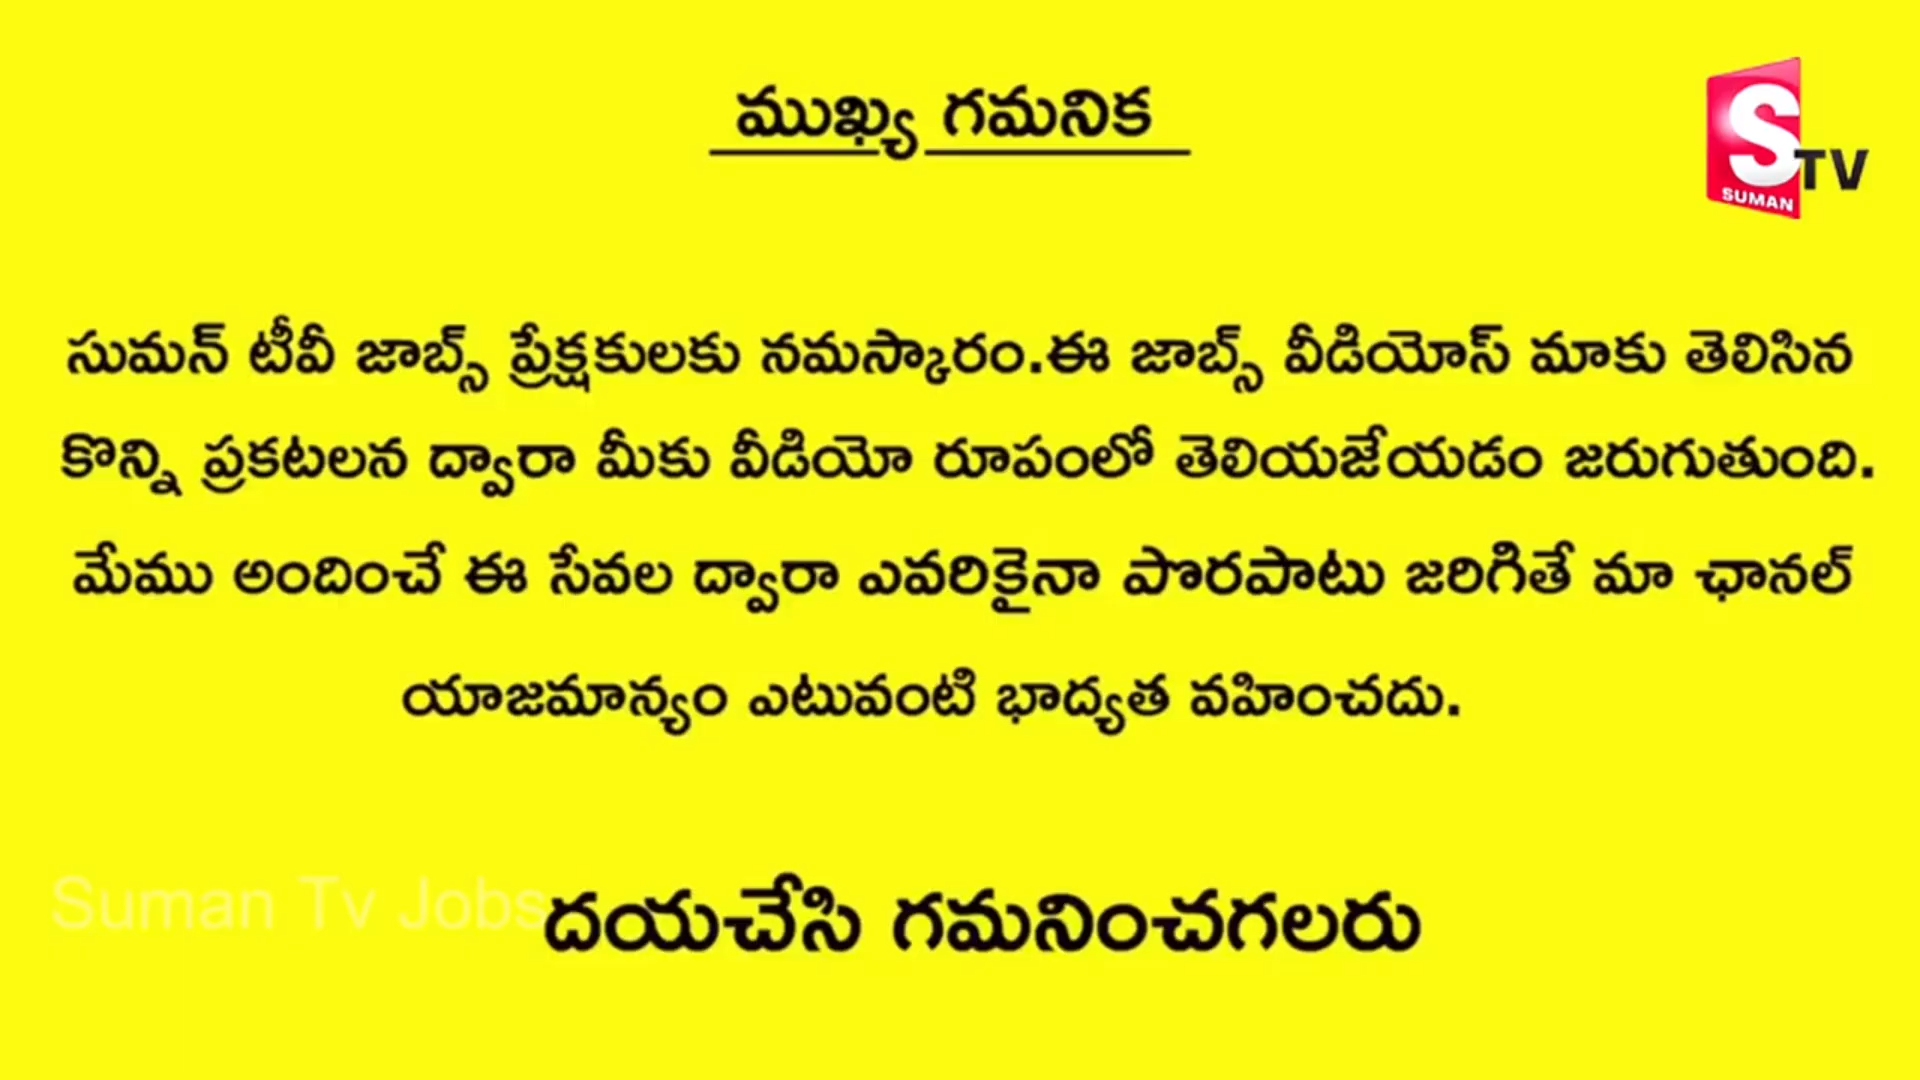 ముఖ్య గమనిక
S TV
SUMAN
సుమన్ టీవీ జాబ్స్ ప్రేక్షకులకు నమస్కారం.ఈ జాబ్స్ వీడియోస్ మాకు తెలిసిన
కొన్ని ప్రకటలన ద్వారా మీకు వీడియో రూపంలో తెలియజేయడం జరుగుతుంది.
మేము అందించే ఈ సేవల ద్వారా ఎవరికైనా పొరపాటు జరిగితే మా ఛానల్
యాజమాన్యం ఎటువంటి భాద్యత వహించదు.
Suman Tv Jobs
దయచేసి గమనించగలరు